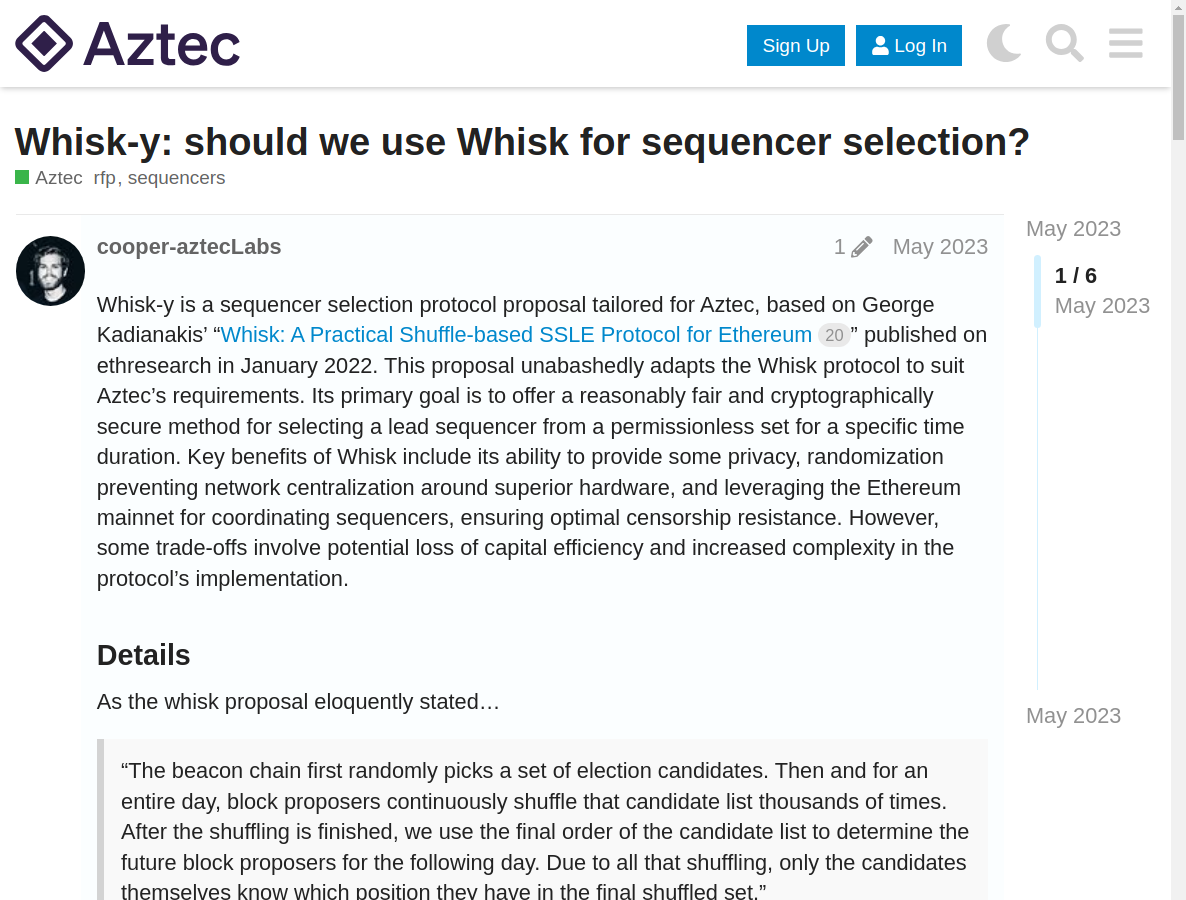 Aztec
Sign Up
Log In
Whisk-y: should we use Whisk for sequencer selection?
Aztec rfp, sequencers
cooper-aztecLabs
1 May 2023
Whisk-y is a sequencer selection protocol proposal tailored for Aztec, based on George
Kadianakis’ “Whisk: A Practical Shuffle-based SSLE Protocol for Ethereum 20” published on
ethresearch in January 2022. This proposal unabashedly adapts the Whisk protocol to suit
Aztec’s requirements. Its primary goal is to offer a reasonably fair and cryptographically
secure method for selecting a lead sequencer from a permissionless set for a specific time
duration. Key benefits of Whisk include its ability to provide some privacy, randomization
preventing network centralization around superior hardware, and leveraging the Ethereum
mainnet for coordinating sequencers, ensuring optimal censorship resistance. However,
some trade-offs involve potential loss of capital efficiency and increased complexity in the
protocol’s implementation.
Details
As the whisk proposal eloquently stated…
“The beacon chain first randomly picks a set of election candidates. Then and for an
entire day, block proposers continuously shuffle that candidate list thousands of times.
After the shuffling is finished, we use the final order of the candidate list to determine the
future block proposers for the following day. Due to all that shuffling, only the candidates
themselves know which position they have in the final shuffled set.”
May 2023
1 / 6
May 2023
May 2023